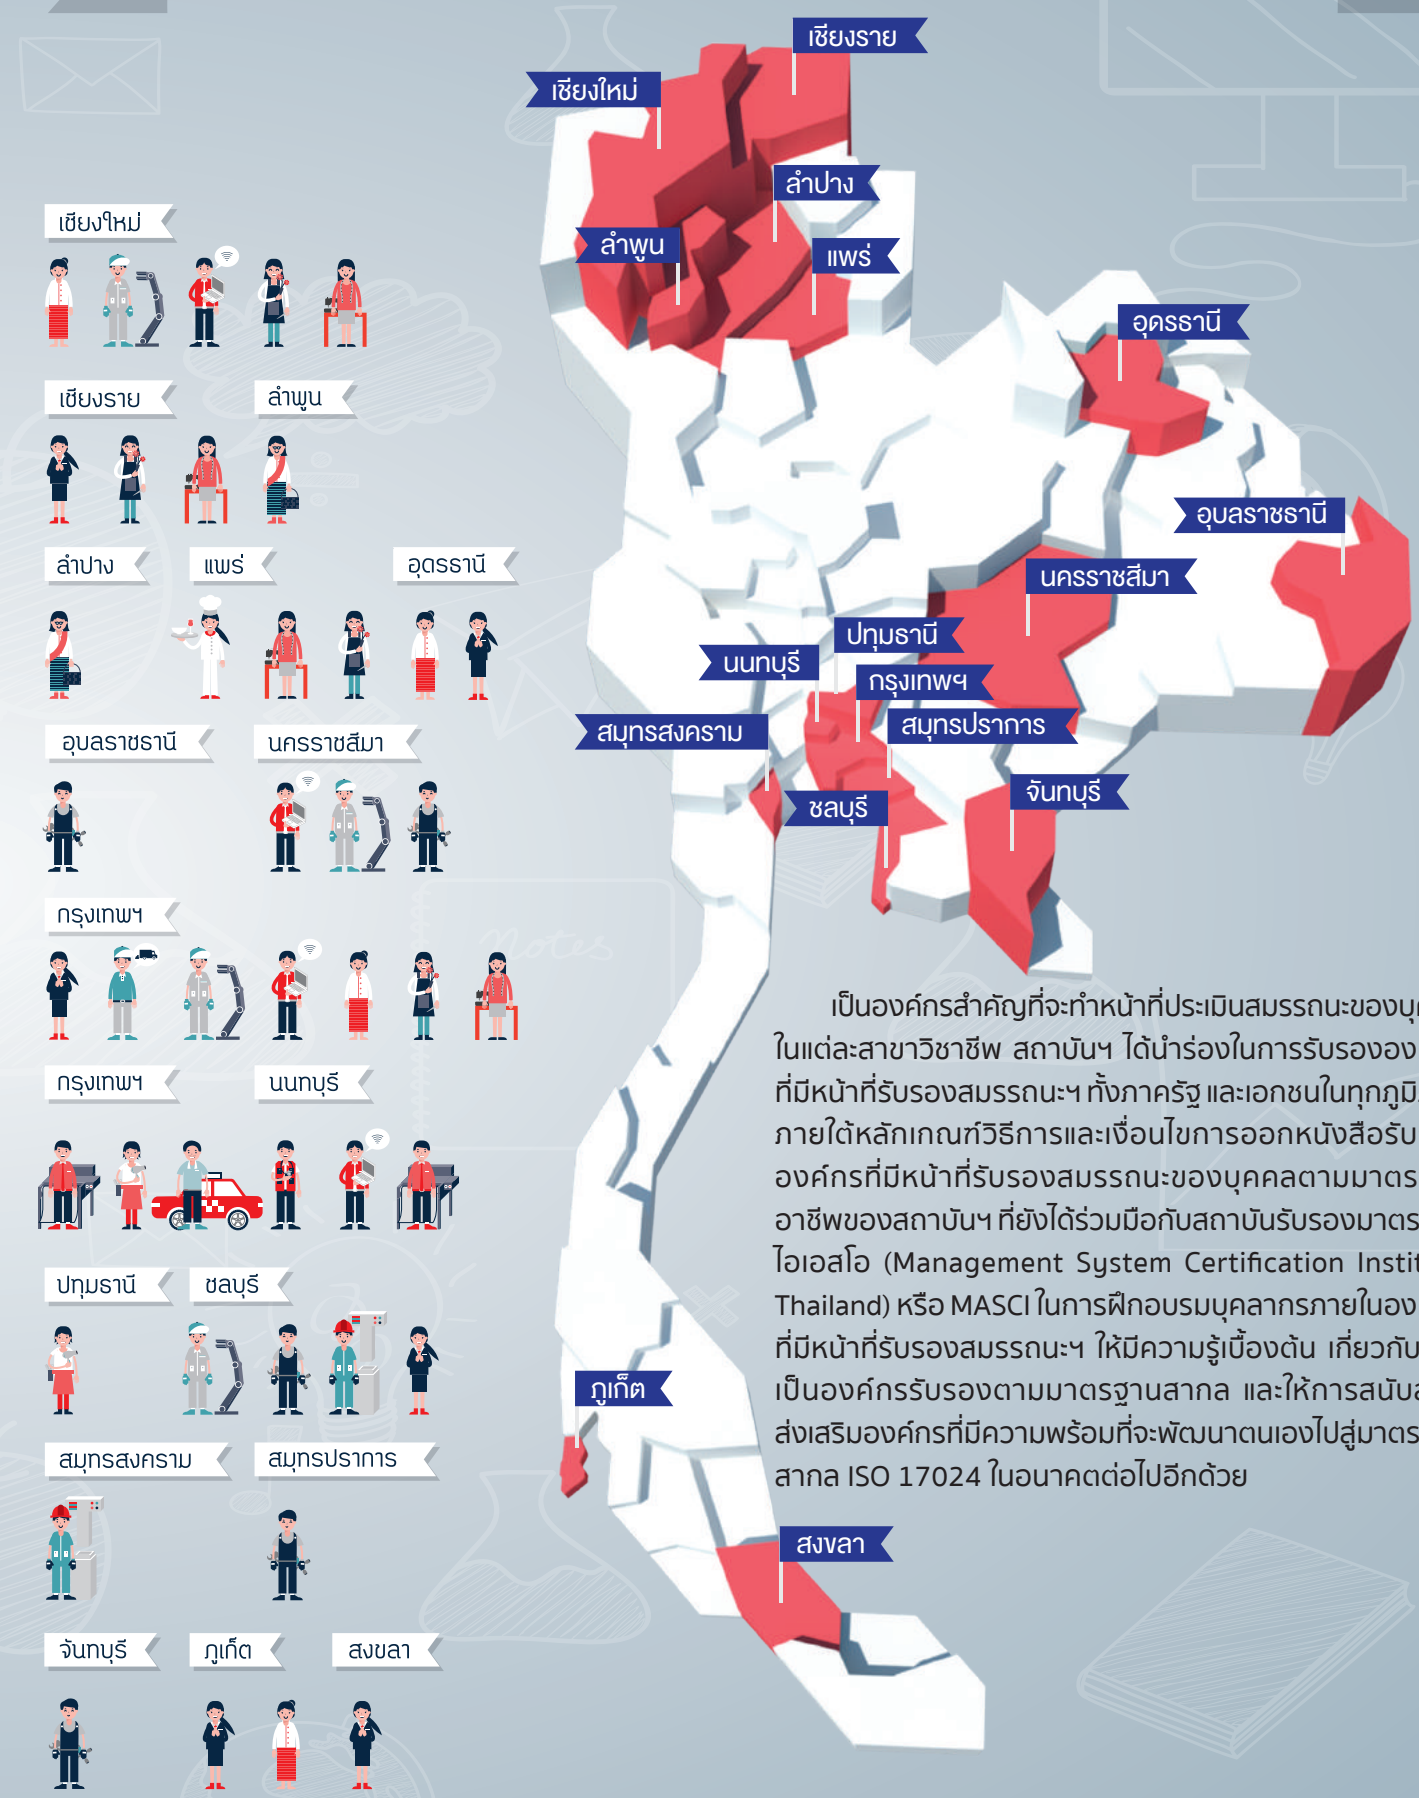 เชียงราย
เชียงใหม่
ลำปาง
ลำพูน
แพร่
อุดรธานี
อุบลราชธานี
นครราชสีมา
ปทุมธานี
นนทบุรี
กรุงเทพฯ
สมุทรสงคราม
สมุทรปราการ
จันทบุรี
ชลบุรี
ภูเก็ต
สงขลา
เชียงใหม่
เชียงราย
ลำพูน
ลำปาง
แพร่
อุดรธานี
อุบลราชธานี
นครราชสีมา
กรุงเทพฯ
กรุงเทพฯ
นนทบุรี
ปทุมธานี
ชลบุรี
สมุทรสงคราม
สมุทรปราการ
จันทบุรี
ภูเก็ต
สงขลา
notes
เป็นองค์กรสำคัญที่จะทำหน้าที่ประเมินสมรรถนะของบุค
ในแต่ละสาขาวิชาชีพ สถาบันฯ ได้นำร่องในการรับรององ
ที่มีหน้าที่รับรองสมรรถนะฯ ทั้งภาครัฐ และเอกชนในทุกภูมิ
ภายใต้หลักเกณฑ์วิธีการและเงื่อนไขการออกหนังสือรับ
องค์กรที่มีหน้าที่รับรองสมรรถนะของบุคคลตามมาตร
อาชีพของสถาบันฯ ที่ยังได้ร่วมมือกับสถาบันรับรองมาตร
ไอเอสโอ (Management System Certification Instit
Thailand) หรือ MASCI ในการฝึกอบรมบุคลากรภายในอง
ที่มีหน้าที่รับรองสมรรถนะฯ ให้มีความรู้เบื้องต้น เกี่ยวกับ
เป็นองค์กรรับรองตามมาตรฐานสากล และให้การสนับส
ส่งเสริมองค์กรที่มีความพร้อมที่จะพัฒนาตนเองไปสู่มาตร
สากล ISO 17024 ในอนาคตต่อไปอีกด้วย